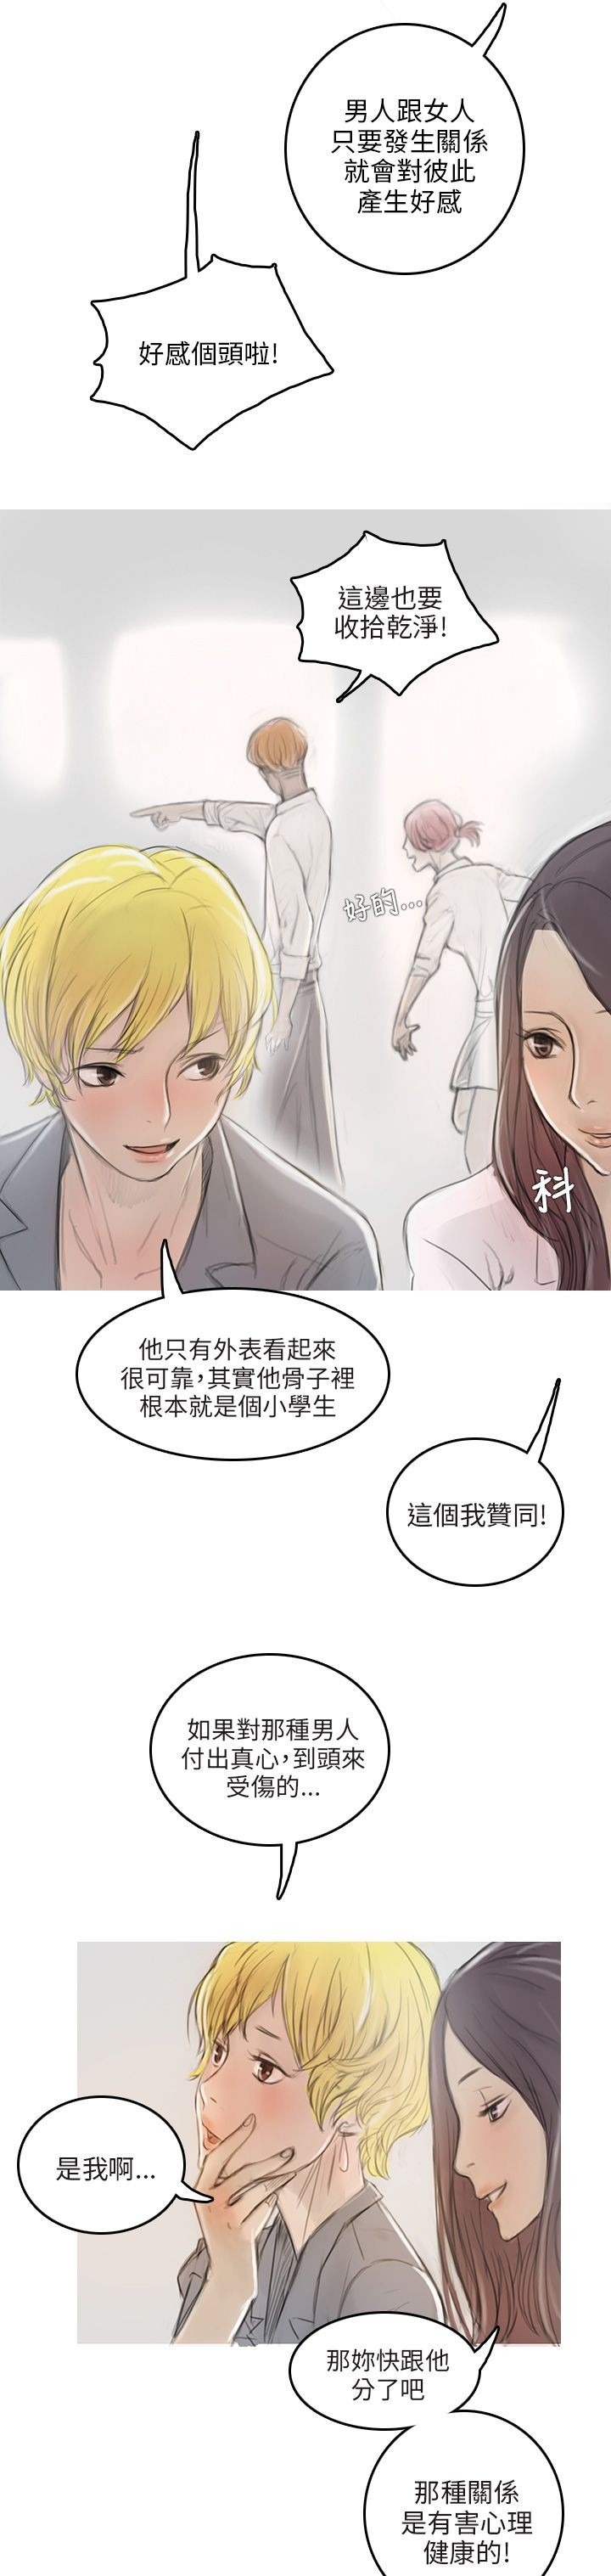 男人跟女人
只要發生關係
就會對彼此
產生好感
好感個頭啦!
這邊也要
收拾乾淨!
好的...
科
他只有外表看起來
很可靠,其實他骨子裡
根本就是個小學生
這個我贊同!
如果對那種男人
付出真心,到頭來
受傷的...
是我啊...
那妳快跟他
分了吧
那種關係
是有害心理
健康的!